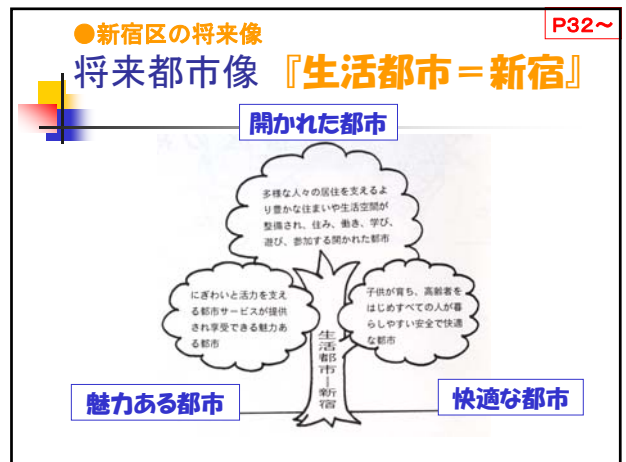 P32～
●新宿区の将来像
将来都市像『生活都市＝新宿』
開かれた都市
多様な人々の居住を支えるよ
り豊かな住まいや生活空間が
整備され、住み、働き、学び、
遊び、参加する開かれた都市
にぎわいと活力を支え
る都市サービスが提供
され享受できる魅力あ
る都市
子供が育ち、高齢者を
はじめすべての人が暮
らしやすい安全で快適
な都市
生活都市＝新宿
魅力ある都市
快適な都市